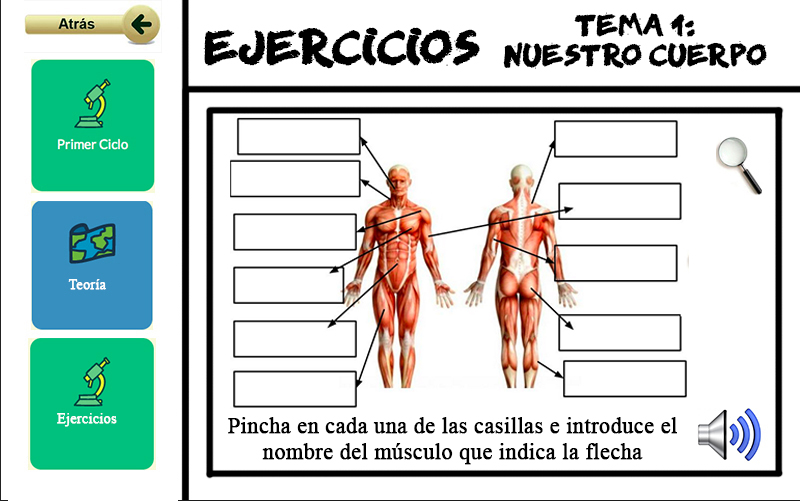 Atrás
Primer Ciclo
Teoría
Ejercicios
EJERCICIOS
TEMA 1:
NUESTRO CUERPO
Pincha en cada una de las casillas e introduce el
nombre del músculo que indica la flecha